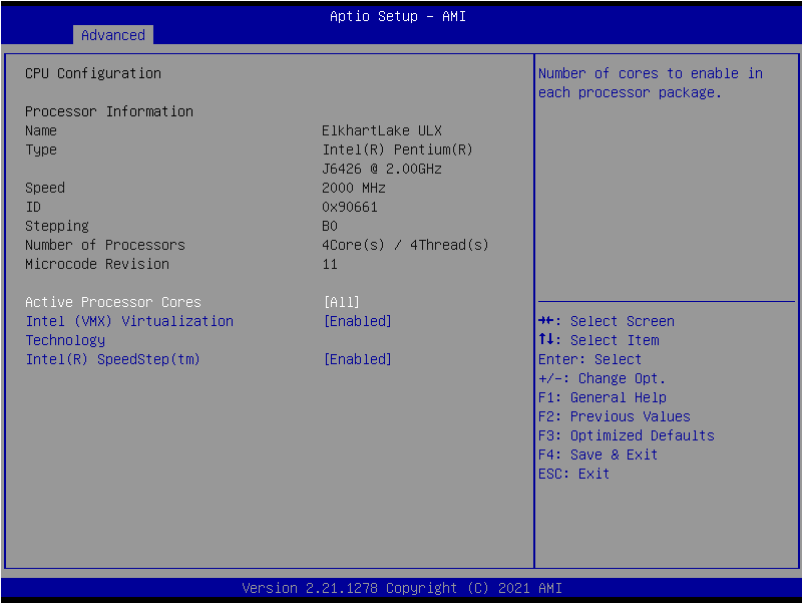 Aptio Setup – AMI
Advanced
CPU Configuration
Processor Information
Name ElkhartLake ULX
Type Intel(R) Pentium(R)
J6426 @ 2.00GHz
Speed 2000 MHz
ID 0x90661
Stepping B0
Number of Processors 4Core(s) / 4Thread(s)
Microcode Revision 11
Active Processor Cores [All]
Intel (VMX) Virtualization [Enabled]
Technology
Intel(R) SpeedStep(tm) [Enabled]
Number of cores to enable in
each processor package.
→←: Select Screen
↑↓: Select Item
Enter: Select
+/-: Change Opt.
F1: General Help
F2: Previous Values
F3: Optimized Defaults
F4: Save & Exit
ESC: Exit
Version 2.21.1278 Copyright (C) 2021 AMI